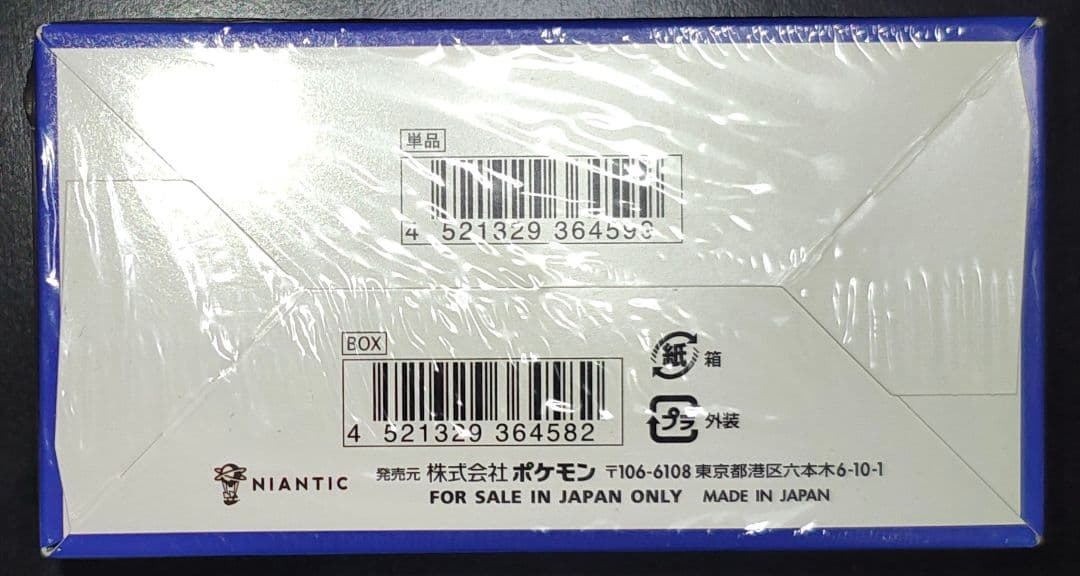 単品
4 521329 364599
BOX
紙 箱
4 521329 364582
プラ 外装
NIANTIC 発売元 株式会社ポケモン 〒106-6108 東京都港区六本木6-10-1
FOR SALE IN JAPAN ONLY MADE IN JAPAN